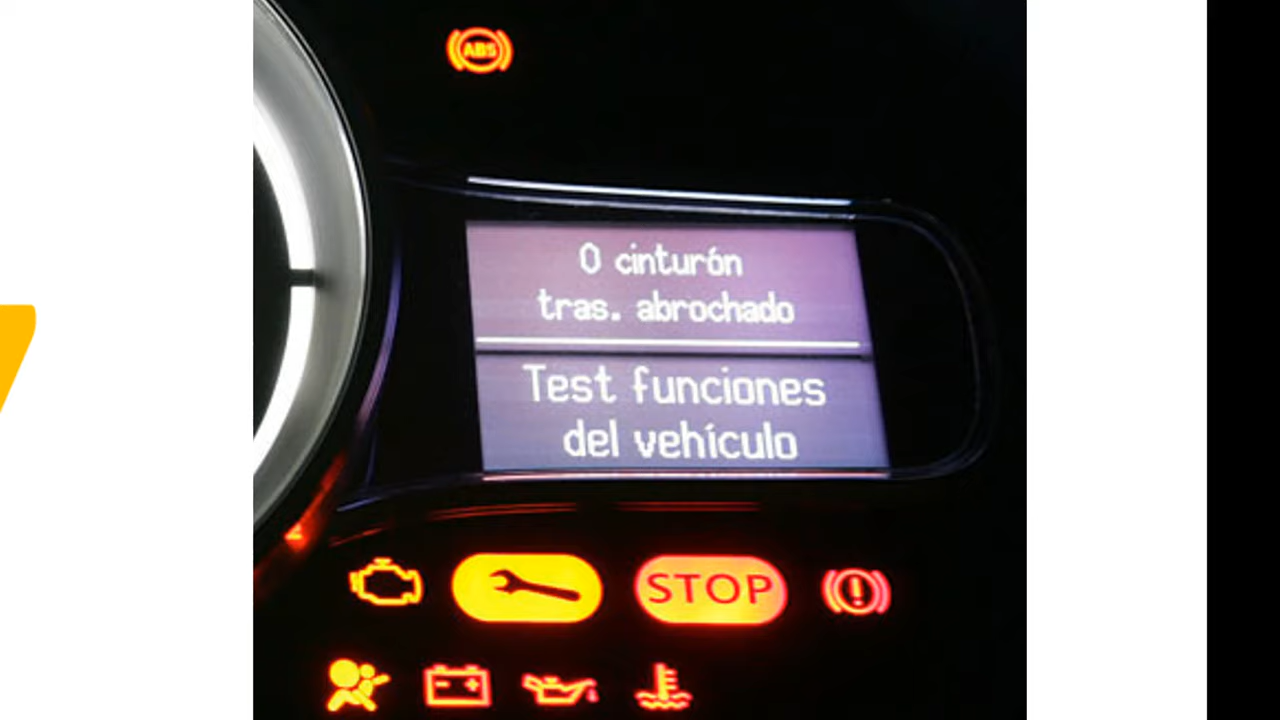 ABS
0 cinturón
tras. abrochado
Test funciones
del vehículo
STOP